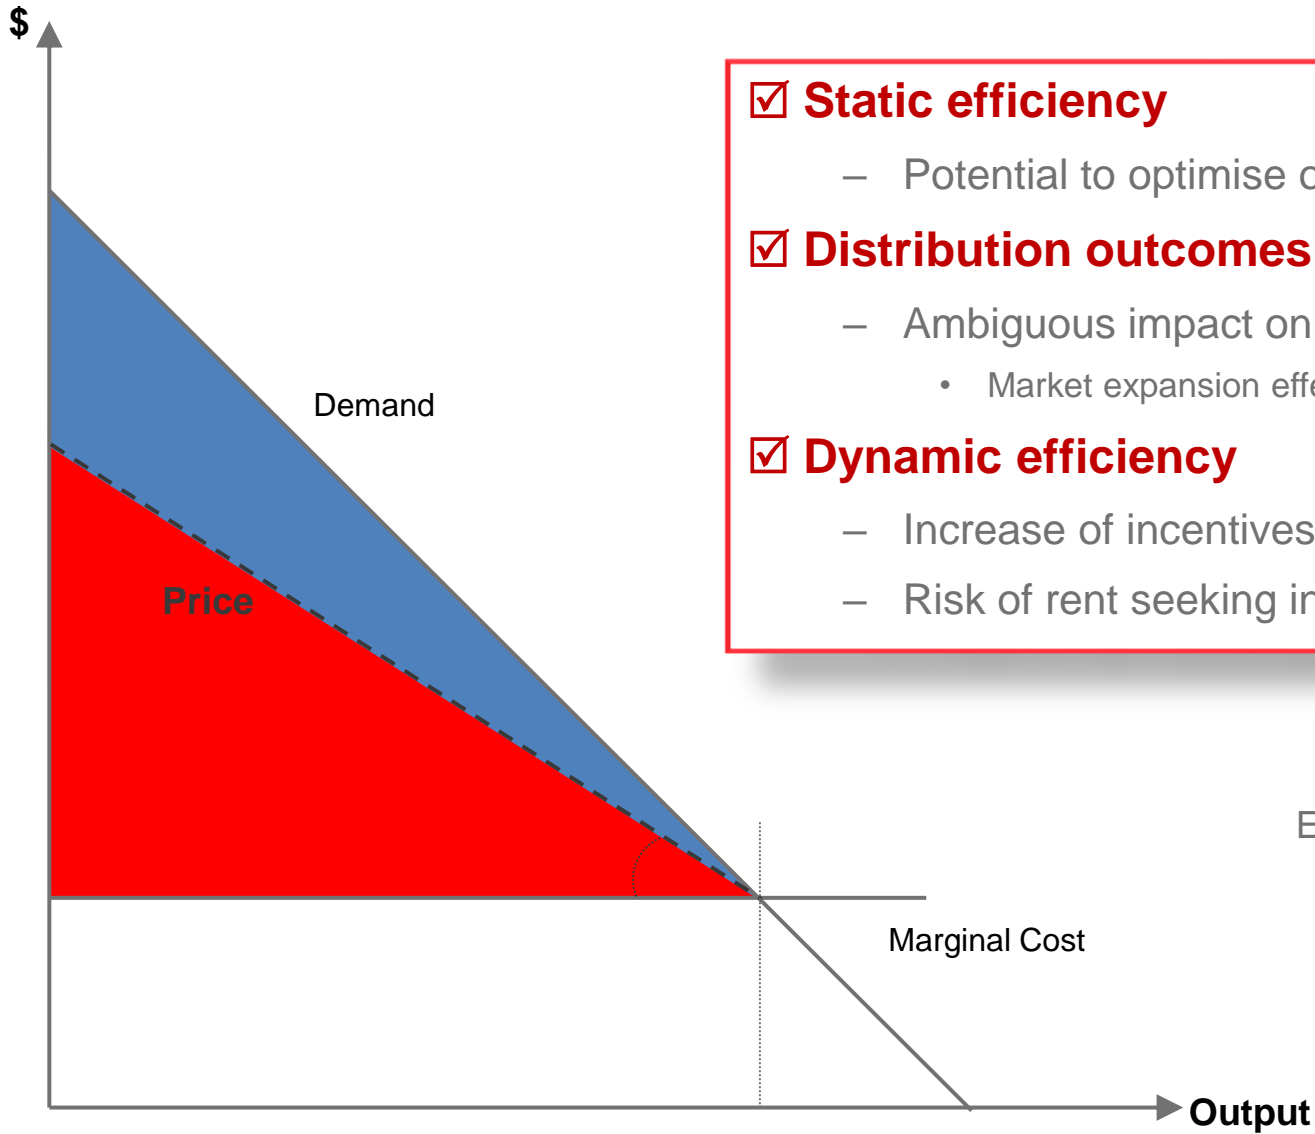 $
Static efficiency
– Potential to optimise
Distribution outcomes
– Ambiguous impact on
• Market expansion
Dynamic efficiency
– Increase of incentives
– Risk of rent seeking
Demand
Price
E
Marginal Cost
Output